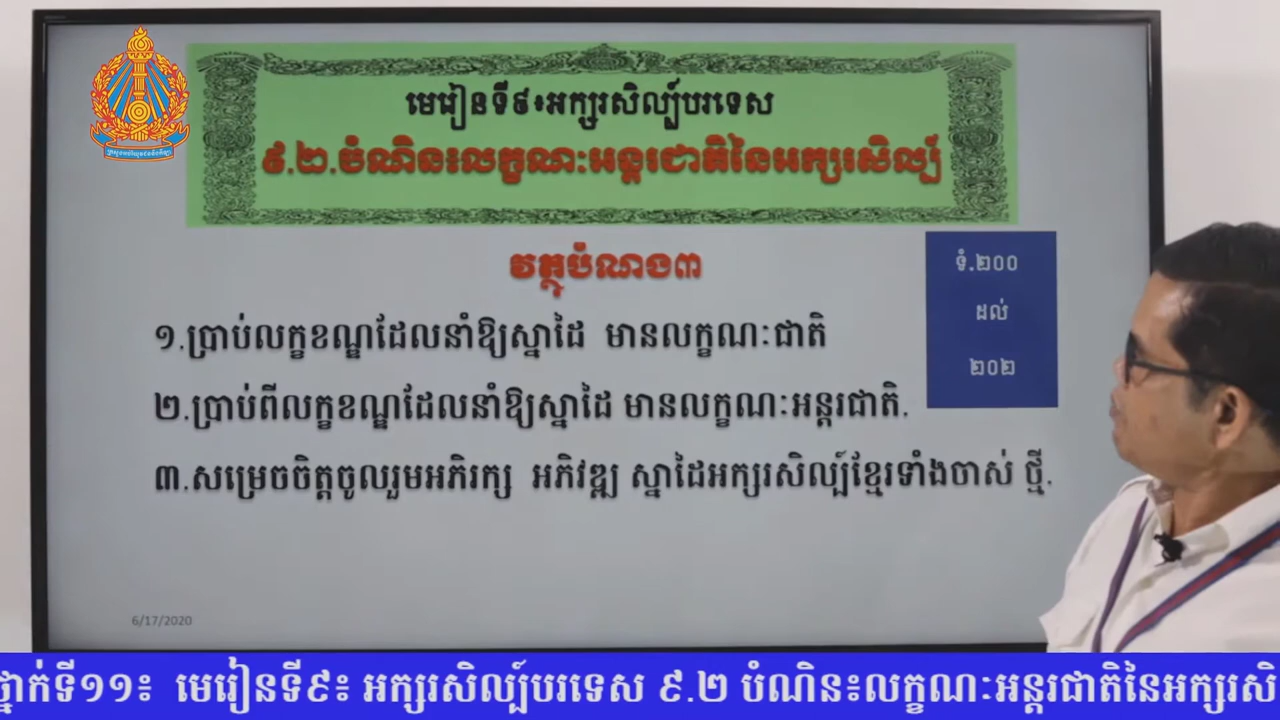 មេរៀនទី៩៖អក្សរសិល្ប៍បរទេស
៩.២.បំណិន៖លក្ខណៈអន្តរជាតិនៃអក្សរសិល្ប៍
វត្ថុបំណង៣
ទំ.២០០
ដល់
២០២
១.ប្រាប់លក្ខខណ្ឌដែលនាំឱ្យស្នាដៃ មានលក្ខណៈជាតិ
២.ប្រាប់ពីលក្ខខណ្ឌដែលនាំឱ្យស្នាដៃ មានលក្ខណៈអន្តរជាតិ.
៣.សម្រេចចិត្តចូលរួមអភិរក្ស អភិវឌ្ឍ ស្នាដៃអក្សរសិល្ប៍ខ្មែរទាំងចាស់ ថ្មី.
6/17/2020
ថ្នាក់ទី១១៖ មេរៀនទី៩៖ អក្សរសិល្ប៍បរទេស ៩.២ បំណិន៖លក្ខណៈអន្តរជាតិនៃអក្សរសិ